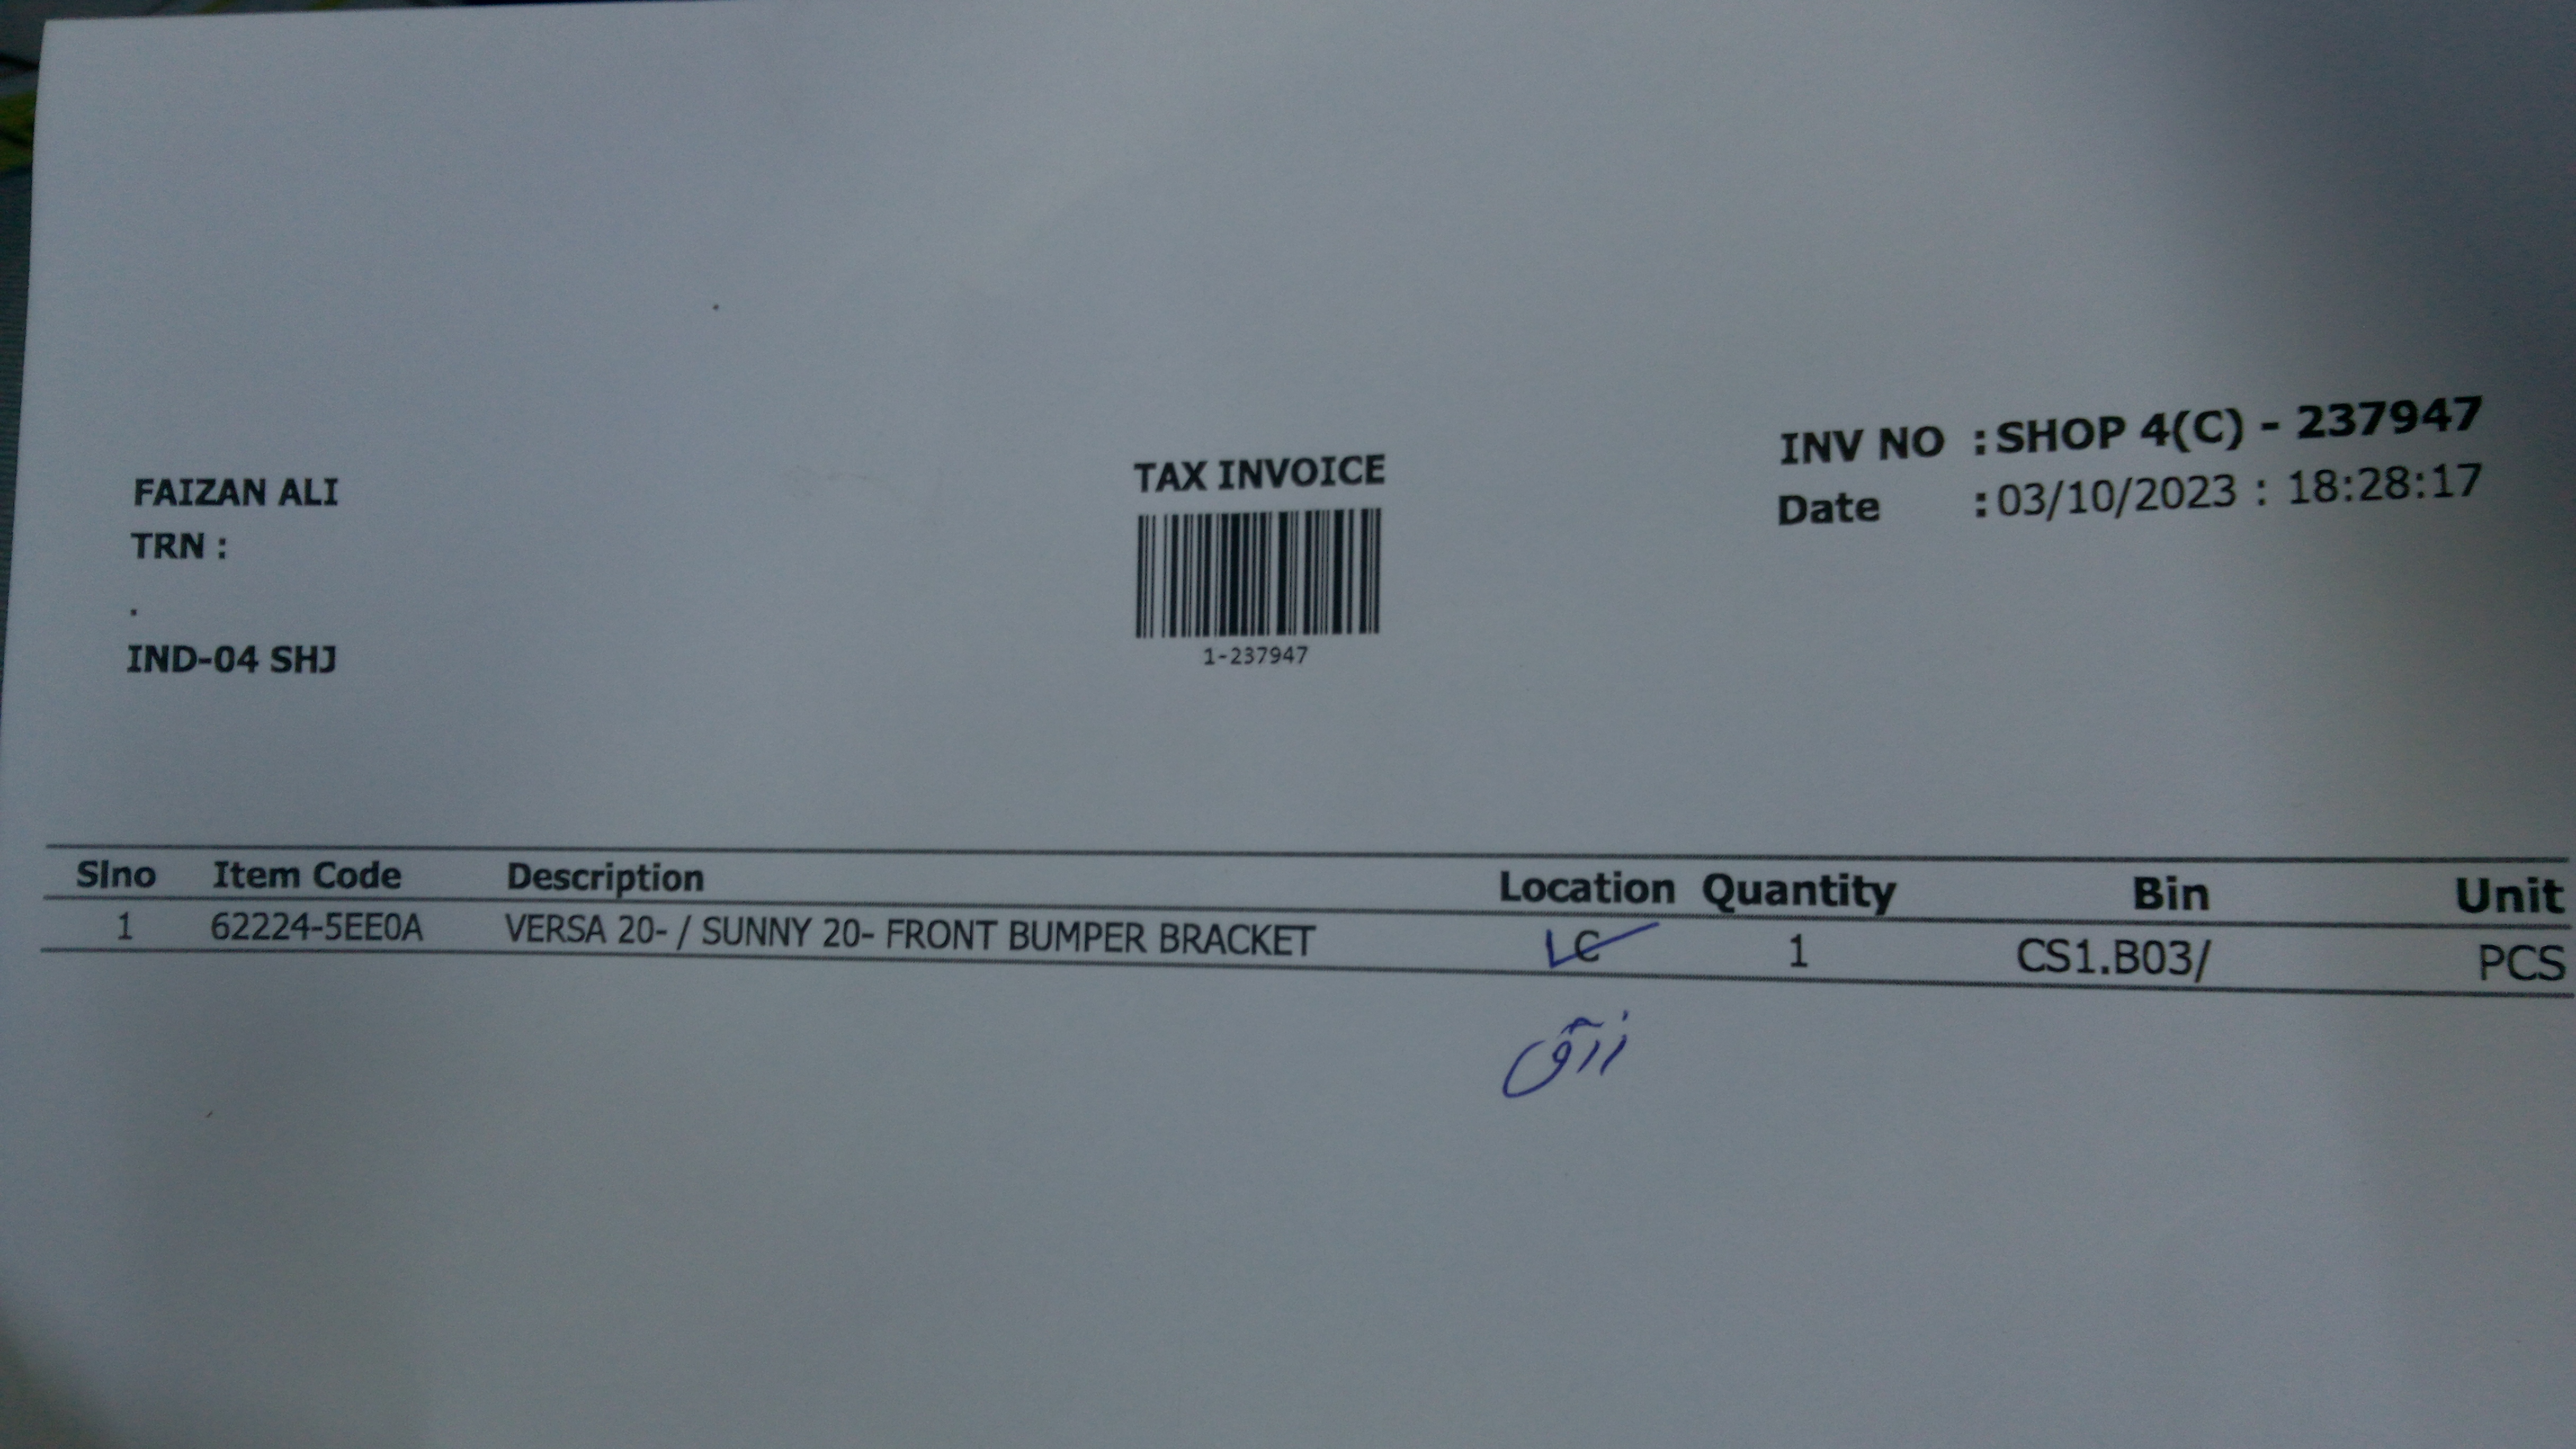 FAIZAN ALI
TRN :
.
IND-04 SHJ
TAX INVOICE
1-237947
INV NO : SHOP 4(C) - 237947
Date : 03/10/2023 : 18:28:17
Slno Item Code Description Location Quantity Bin Unit
1 62224-5EE0A VERSA 20- / SUNNY 20- FRONT BUMPER BRACKET LC 1 CS1.B03/ PCS